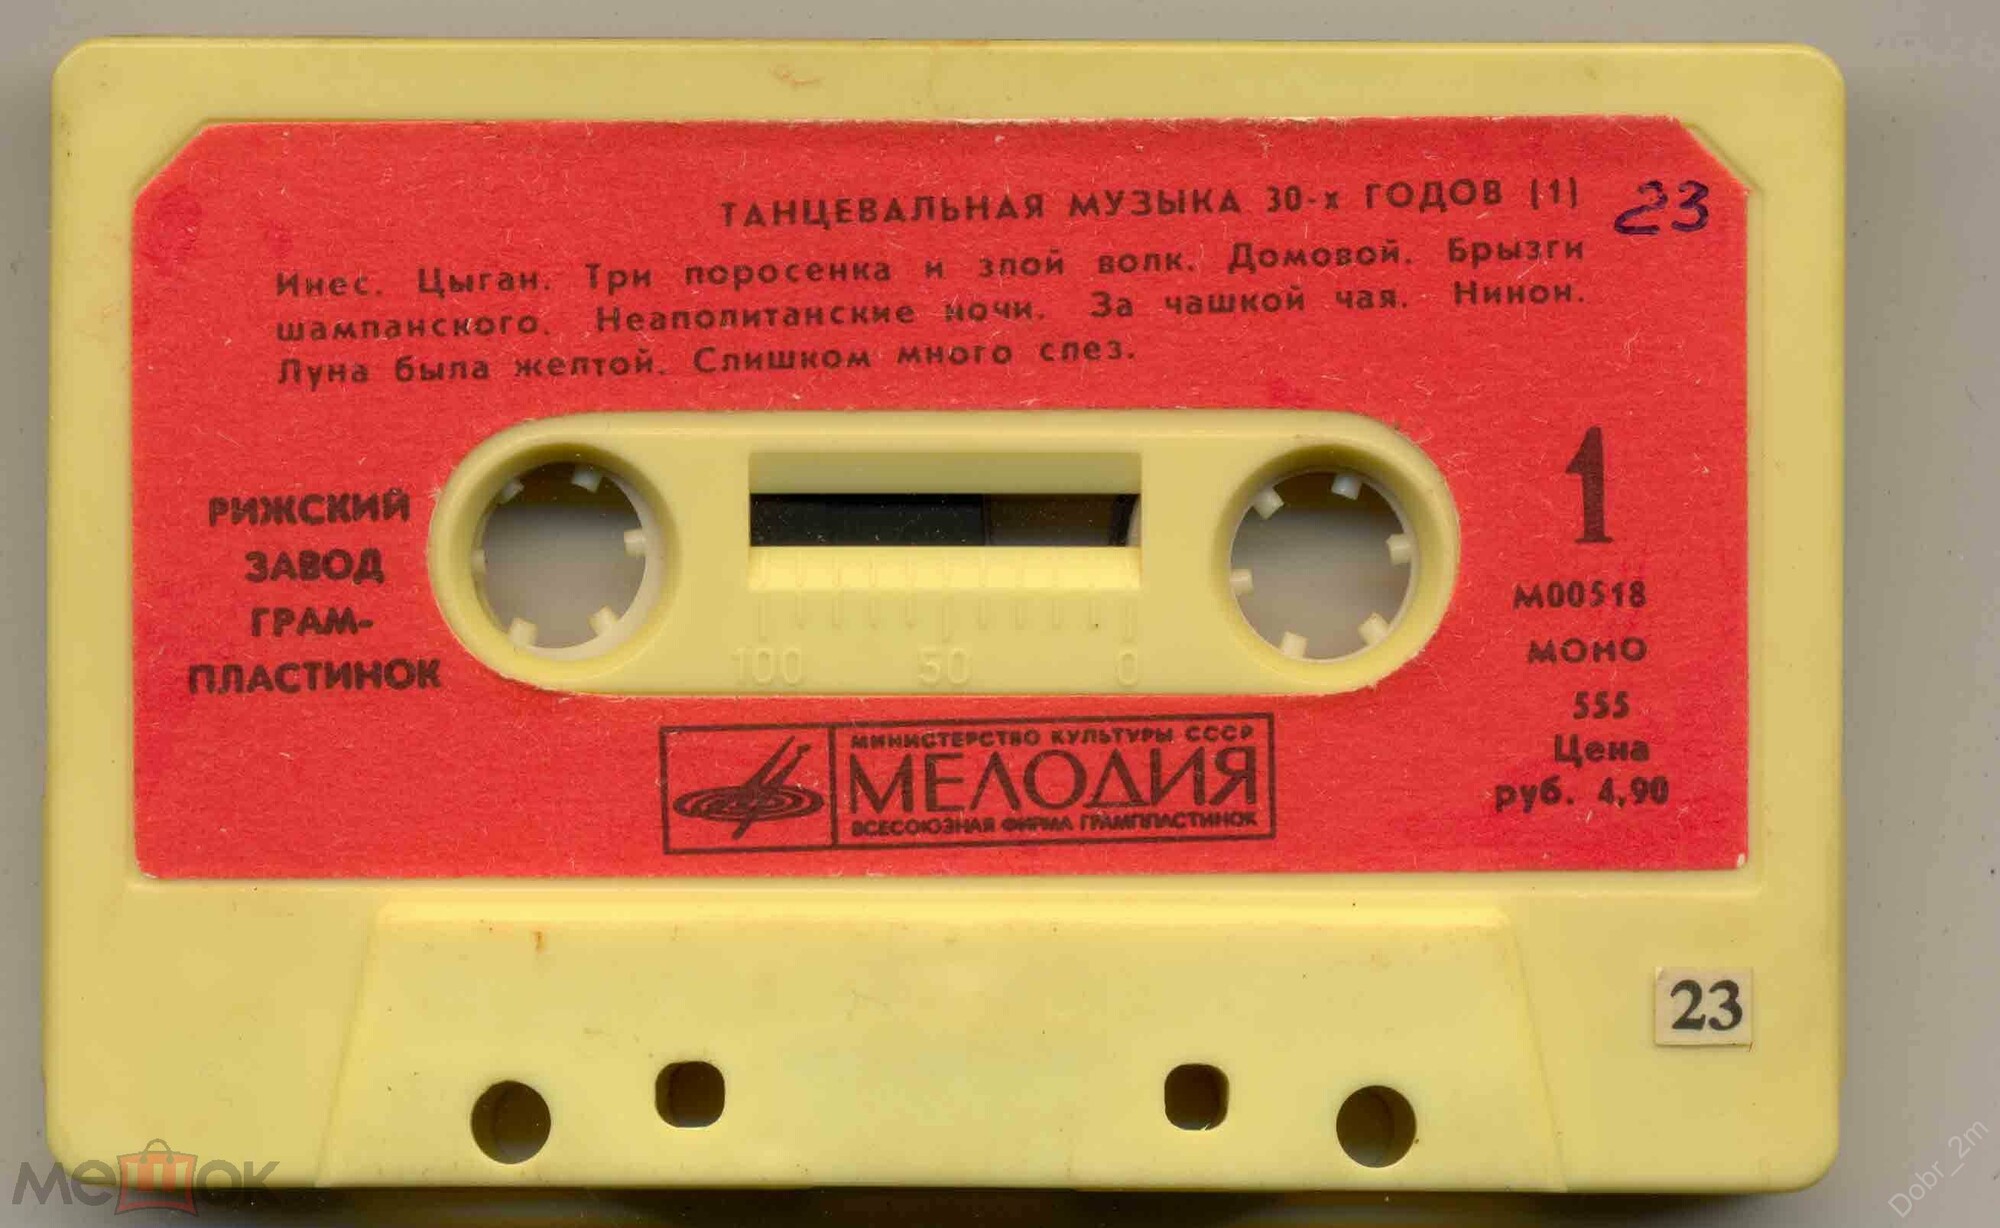 ТАНЦЕВАЛЬНАЯ МУЗЫКА 30-х ГОДОВ (1)
23
Инес. Цыган. Три поросенка и злой волк. Домовой. Брызги
шампанского. Неаполитанские ночи. За чашкой чая. Нинон.
Луна была желтой. Слишком много слез.
РИЖСКИЙ
ЗАВОД
ГРАМ-
ПЛАСТИНОК
1
М00518
МОНО
555
Цена
руб. 4,90
100 50 0
МИНИСТЕРСТВО КУЛЬТУРЫ СССР
МЕЛОДИЯ
ВСЕСОЮЗНАЯ ФИРМА ГРАМПЛАСТИНОК
23
мешок
Dobr_2m